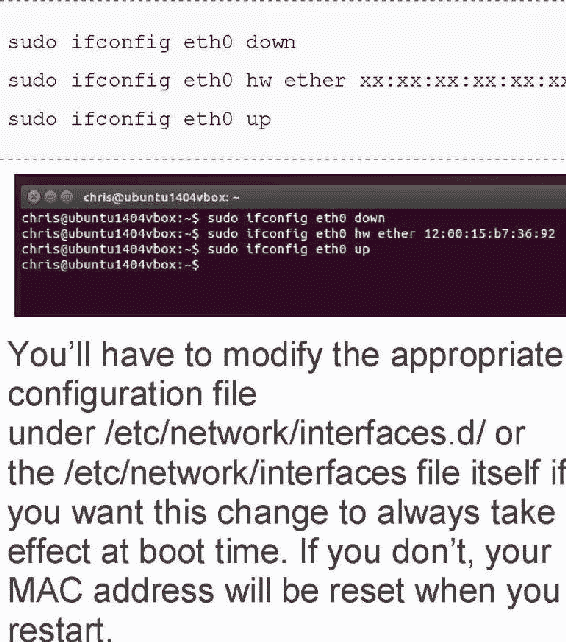 sudo ifconfig eth0 down
sudo ifconfig eth0 hw ether xx:xx:xx:xx:xx:xx
sudo ifconfig eth0 up
chris@ubuntu1404vbox: ~
chris@ubuntu1404vbox:~$ sudo ifconfig eth0 down
chris@ubuntu1404vbox:~$ sudo ifconfig eth0 hw ether 12:00:15:b7:36:92
chris@ubuntu1404vbox:~$ sudo ifconfig eth0 up
chris@ubuntu1404vbox:~$
You’ll have to modify the appropriate
configuration file
under /etc/network/interfaces.d/ or
the /etc/network/interfaces file itself if
you want this change to always take
effect at boot time. If you don’t, your
MAC address will be reset when you
restart.